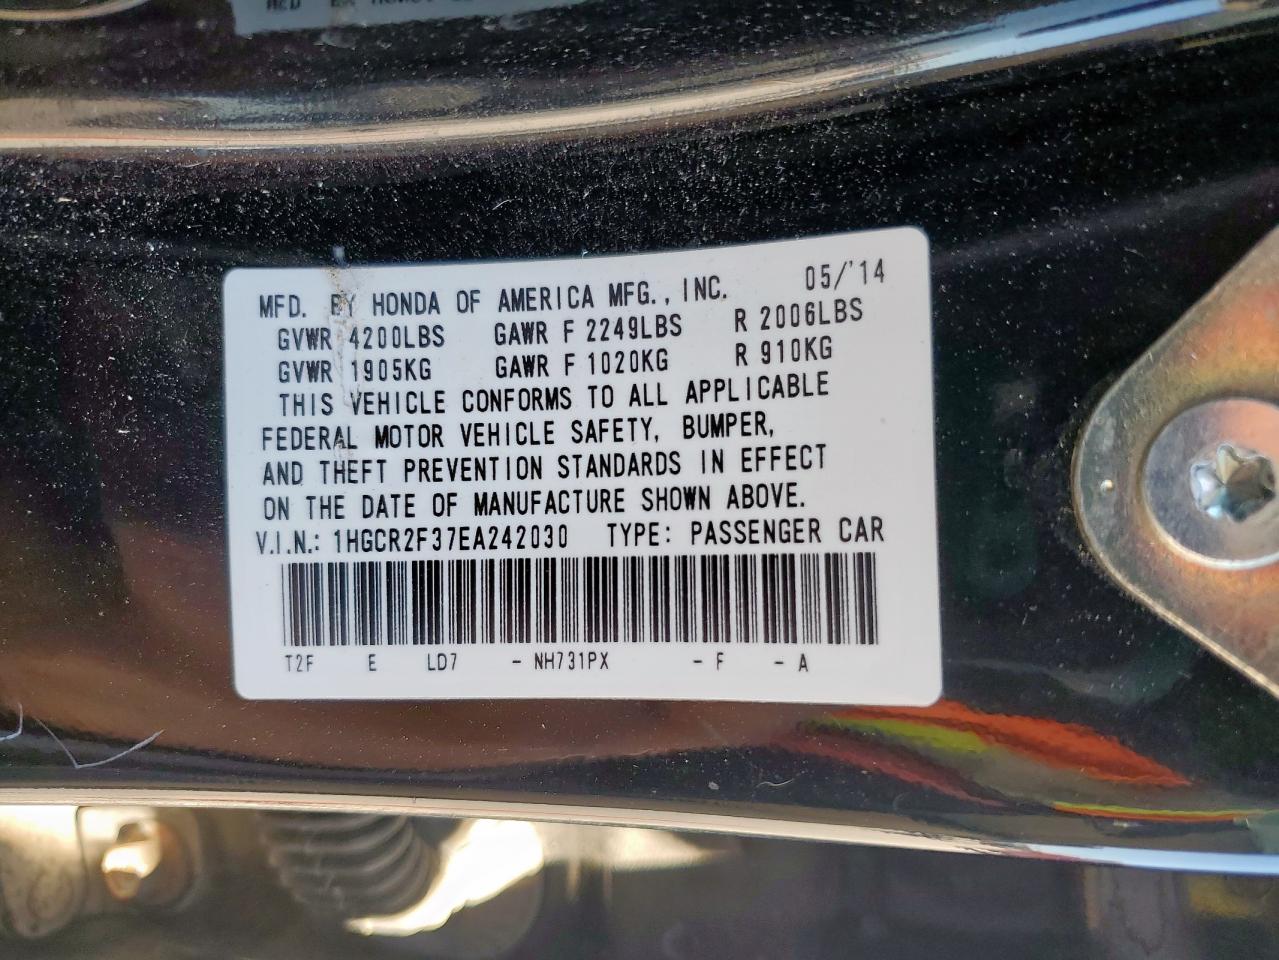 MFD. BY HONDA OF AMERICA MFG., INC. 05/'14
GVWR 4200LBS GAWR F 2249LBS R 2006LBS
GVWR 1905KG GAWR F 1020KG R 910KG
THIS VEHICLE CONFORMS TO ALL APPLICABLE
FEDERAL MOTOR VEHICLE SAFETY, BUMPER,
AND THEFT PREVENTION STANDARDS IN EFFECT
ON THE DATE OF MANUFACTURE SHOWN ABOVE.
V.I.N.: 1HGCR2F37EA242030 TYPE: PASSENGER CAR
T2F E LD7 - NH731PX - F - A